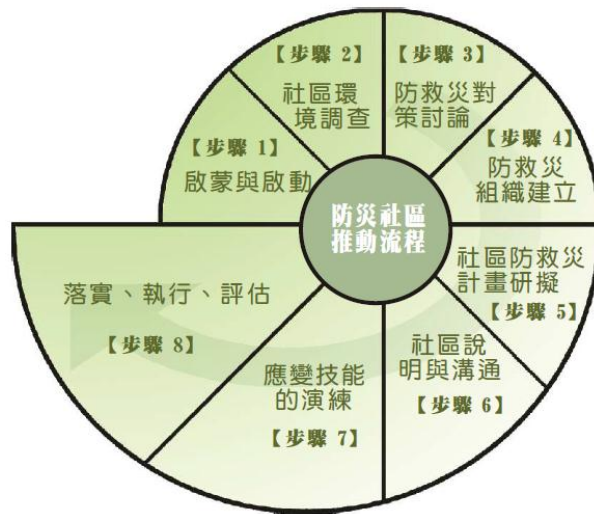 防災社區
推動流程
【步驟 1】
啟蒙與啟動
【步驟 2】
社區環
境調查
【步驟 3】
防救災對
策討論
【步驟 4】
防救災
組織建立
社區防救災
計畫研擬
【步驟 5】
社區說
明與溝通
【步驟 6】
應變技能
的演練
【步驟 7】
落實、執行、評估
【步驟 8】